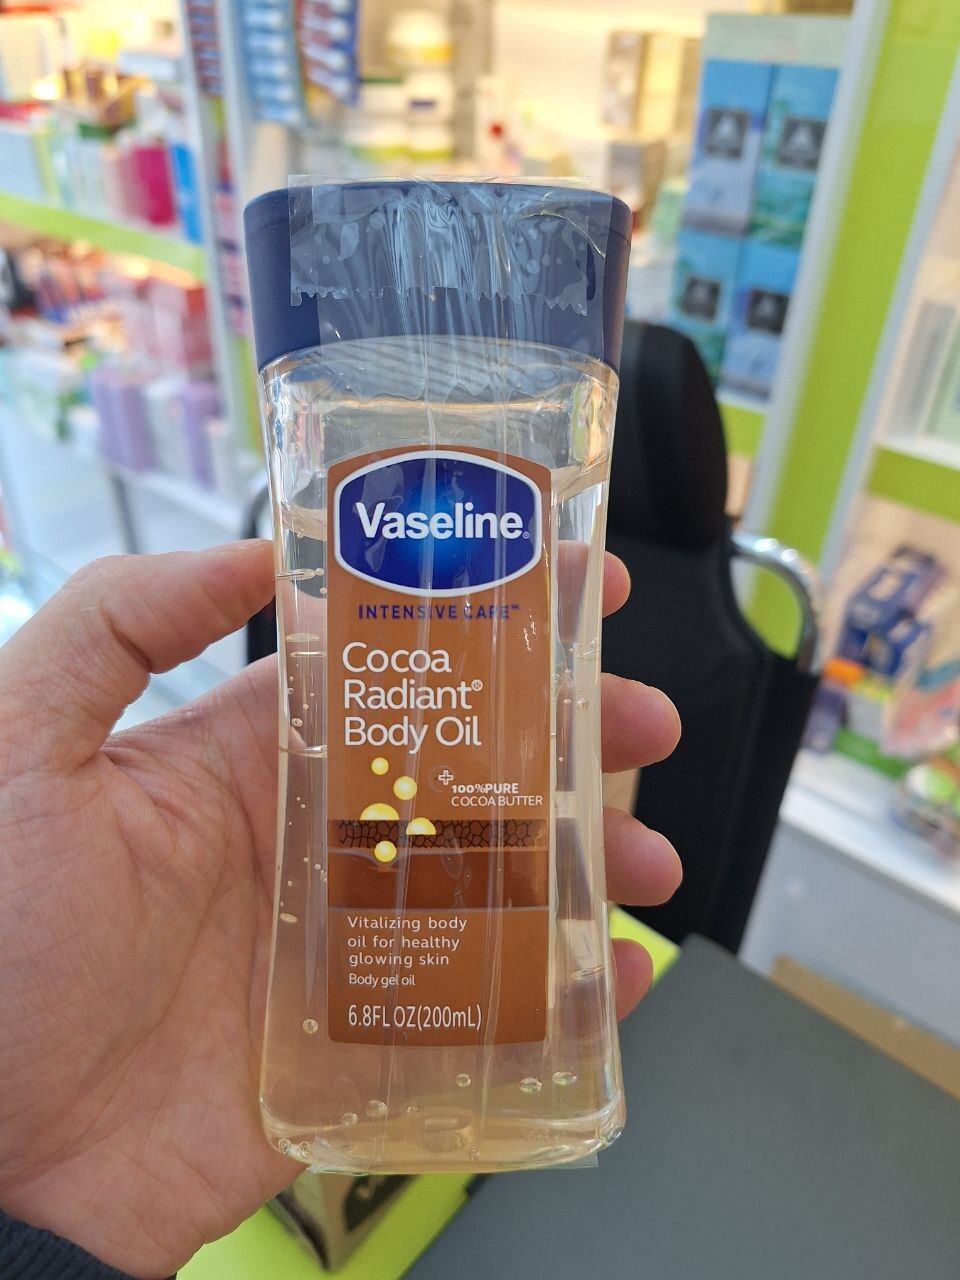 Vaseline®
INTENSIVE CARE™
Cocoa
Radiant®
Body Oil
+
100%PURE
COCOA BUTTER
Vitalizing body
oil for healthy
glowing skin
Body gel oil
6.8FL OZ(200mL)